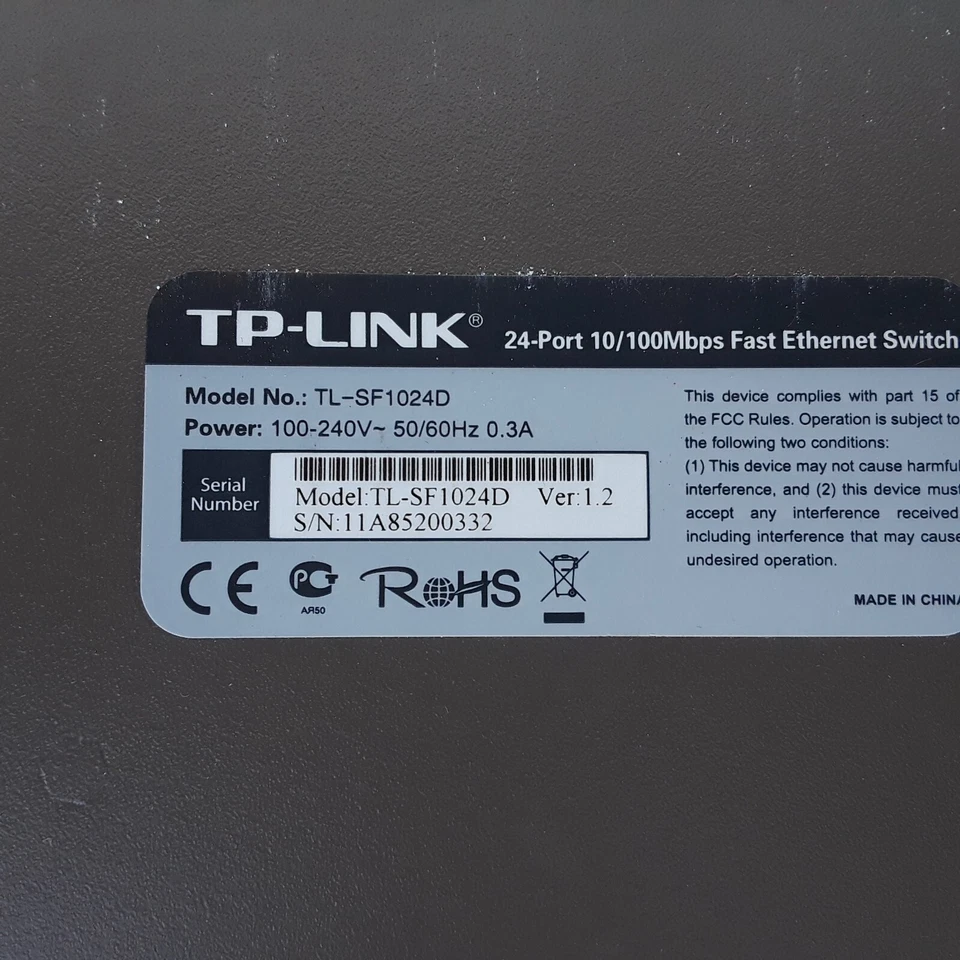 TP-LINK®
24-Port 10/100Mbps Fast Ethernet Switch
Model No.: TL-SF1024D
Power: 100-240V~ 50/60Hz 0.3A
Serial
Number
Model:TL-SF1024D Ver:1.2
S/N:11A85200332
CE
РСТ
АЯ50
RoHS
This device complies with part 15 of
the FCC Rules. Operation is subject to
the following two conditions:
(1) This device may not cause harmful
interference, and (2) this device must
accept any interference received
including interference that may cause
undesired operation.
MADE IN CHINA